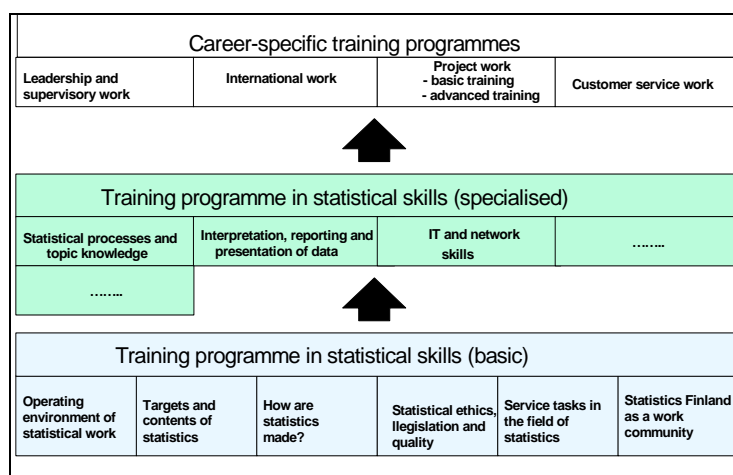 Career-specific training programmes
Leadership and
supervisory work
International work
Project work
- basic training
- advanced training
Customer service work
Training programme in statistical skills (specialised)
Statistical processes and
topic knowledge
Interpretation, reporting and
presentation of data
IT and network
skills
........
........
Training programme in statistical skills (basic)
Operating
environment of
statistical work
Targets and
contents of
statistics
How are
statistics
made?
Statistical ethics,
llegislation and
quality
Service tasks in
the field of
statistics
Statistics Finland
as a work
community